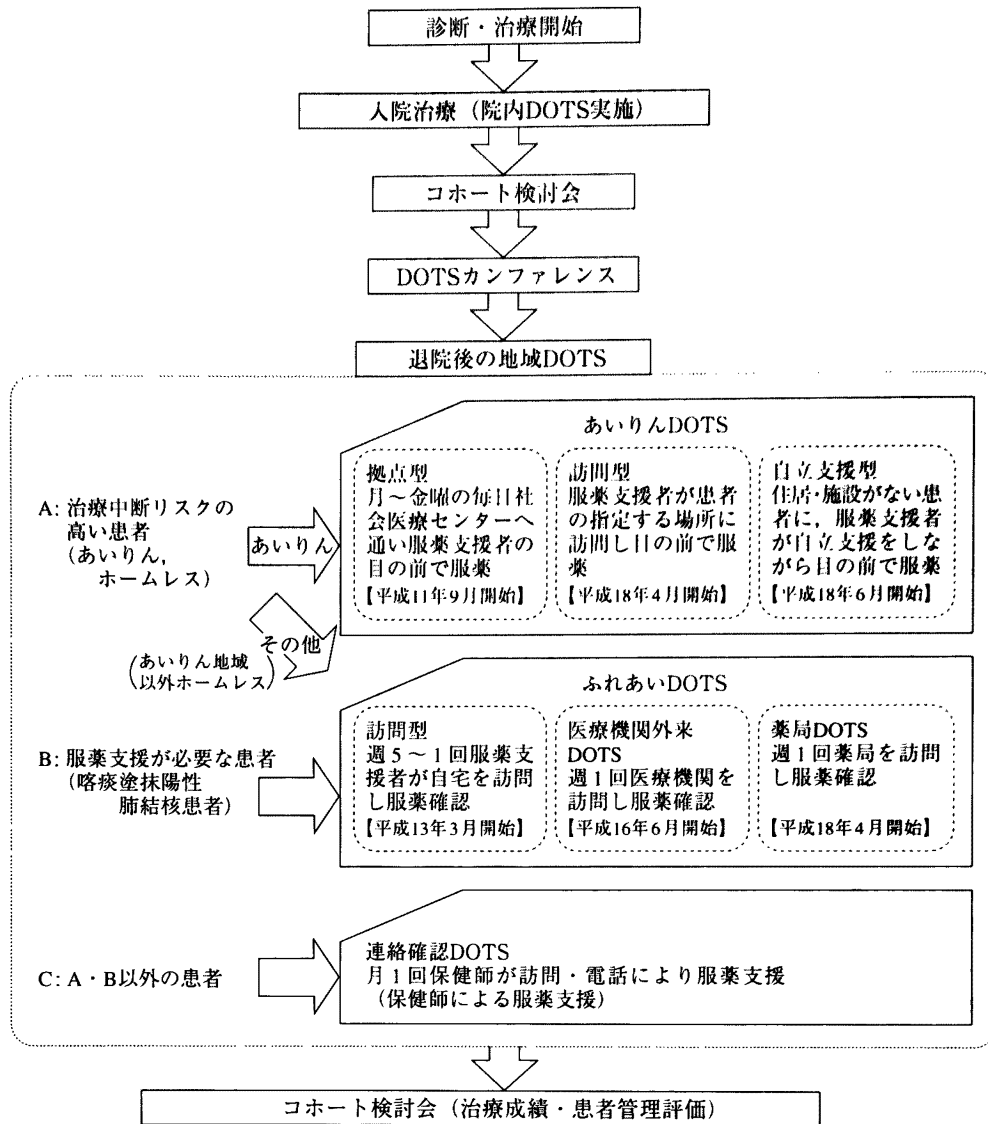 診断・治療開始
入院治療（院内DOTS実施）
コホート検討会
DOTSカンファレンス
退院後の地域DOTS
A: 治療中断リスクの
高い患者
（あいりん，
ホームレス）
あいりん
その他
（あいりん地域
以外ホームレス）
あいりんDOTS
拠点型
月～金曜の毎日社
会医療センターへ
通い服薬支援者の
目の前で服薬
【平成11年9月開始】
訪問型
服薬支援者が患者
の指定する場所に
訪問し目の前で服
薬
【平成18年4月開始】
自立支援型
住居・施設がない患
者に，服薬支援者
が自立支援をしな
がら目の前で服薬
【平成18年6月開始】
B: 服薬支援が必要な患者
（喀痰塗抹陽性
肺結核患者）
ふれあいDOTS
訪問型
週5～1回服薬支
援者が自宅を訪問
し服薬確認
【平成13年3月開始】
医療機関外来
DOTS
週1回医療機関を
訪問し服薬確認
【平成16年6月開始】
薬局DOTS
週1回薬局を訪問
し服薬確認
【平成18年4月開始】
C: A・B以外の患者
連絡確認DOTS
月1回保健師が訪問・電話により服薬支援
（保健師による服薬支援）
コホート検討会（治療成績・患者管理評価）